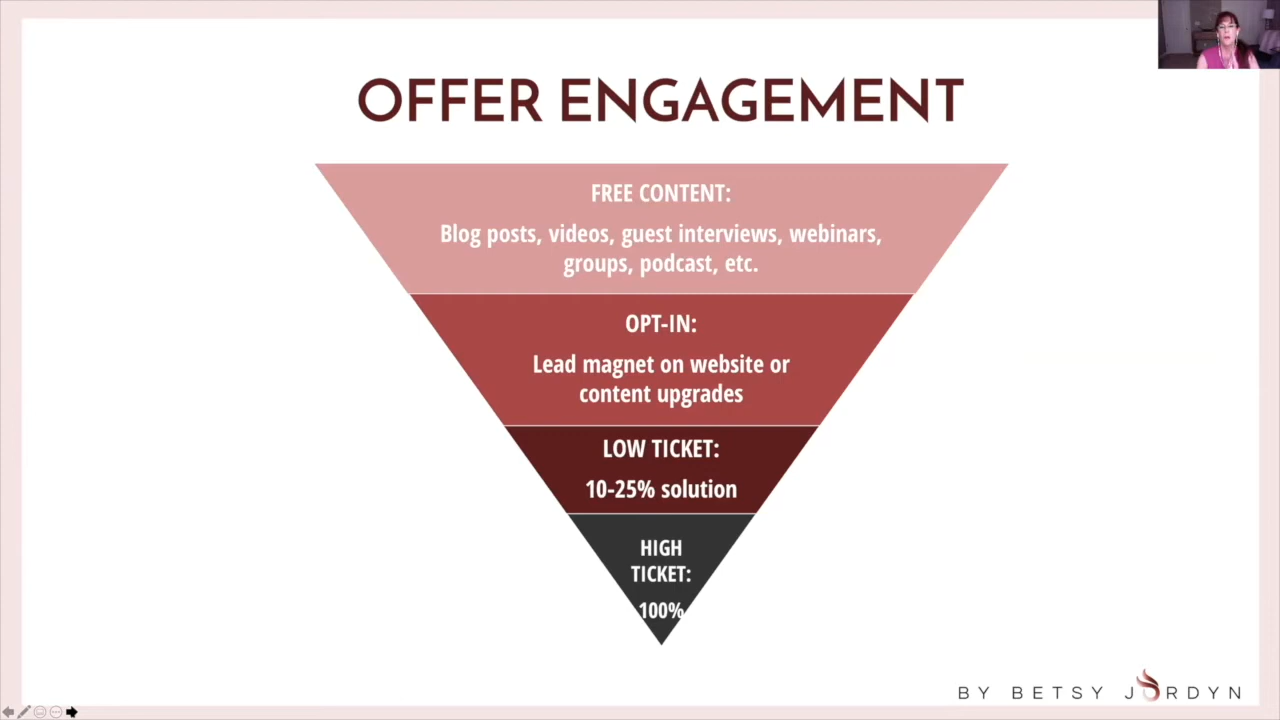 OFFER ENGAGEMENT
FREE CONTENT:
Blog posts, videos, guest interviews, webinars,
groups, podcast, etc.
OPT-IN:
Lead magnet on website or
content upgrades
LOW TICKET:
10-25% solution
HIGH
TICKET:
100%
BY BETSY JORDYN